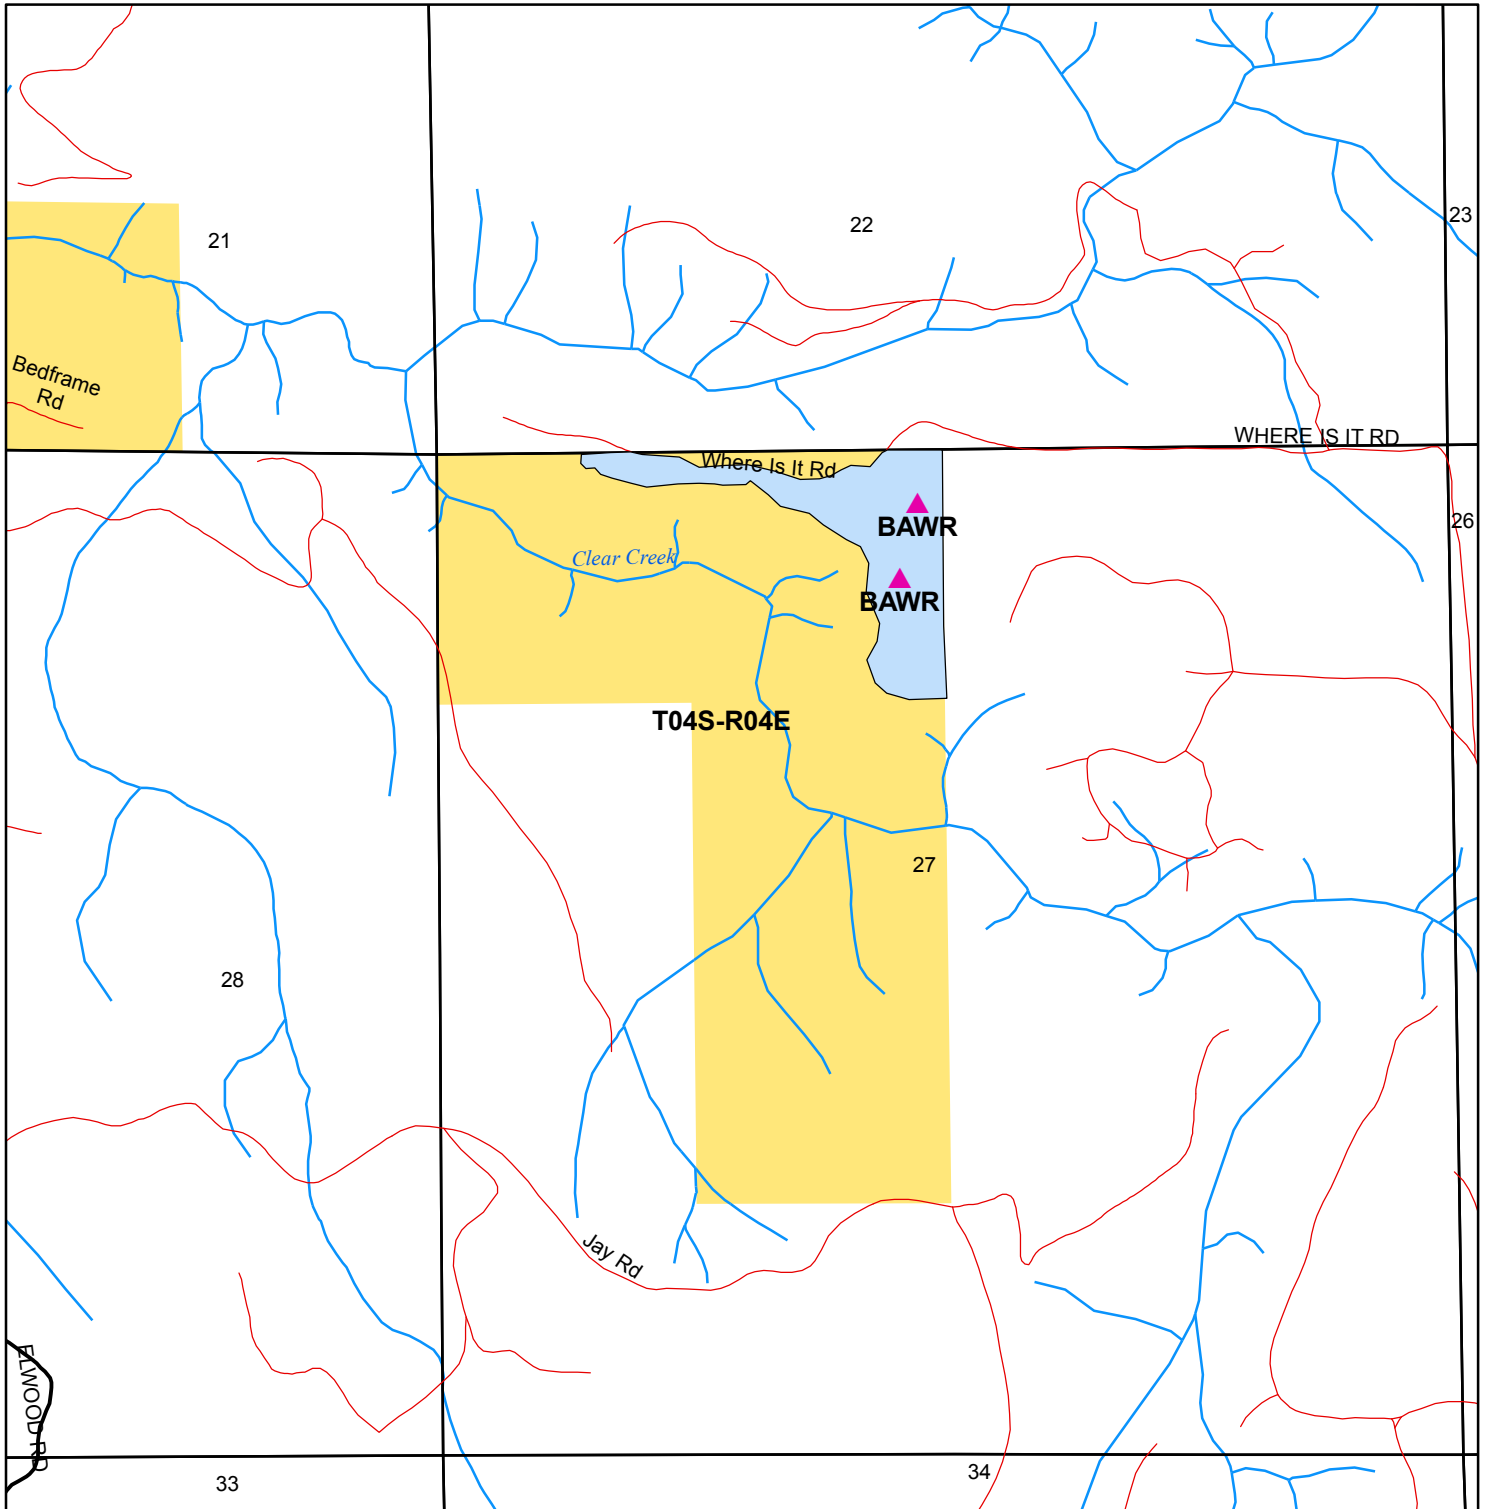 22
23
21
Bedframe
Rd
WHERE IS IT RD
Where Is It Rd
BAWR
26
Clear Creek
BAWR
T04S-R04E
27
28
Jay Rd
ELWOOD RD
33
34